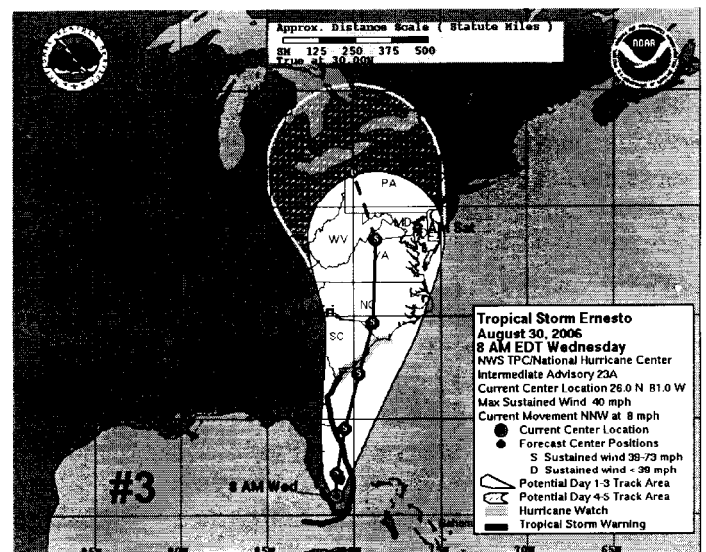 Approx. Distance Scale ( Statute Miles )
SM 125 250 375 500
True at 30.00N
NOAA
PA
MD
WV
VA
NC
SC
Sat
8 AM Wed
#3
Tropical Storm Ernesto
August 30, 2006
8 AM EDT Wednesday
NWS TPC/National Hurricane Center
Intermediate Advisory 23A
Current Center Location 26.0 N 81.0 W
Max Sustained Wind 40 mph
Current Movement NNW at 8 mph
Current Center Location
Forecast Center Positions
S Sustained wind 39-73 mph
D Sustained wind < 39 mph
Potential Day 1-3 Track Area
Potential Day 4-5 Track Area
Hurricane Watch
Tropical Storm Warning